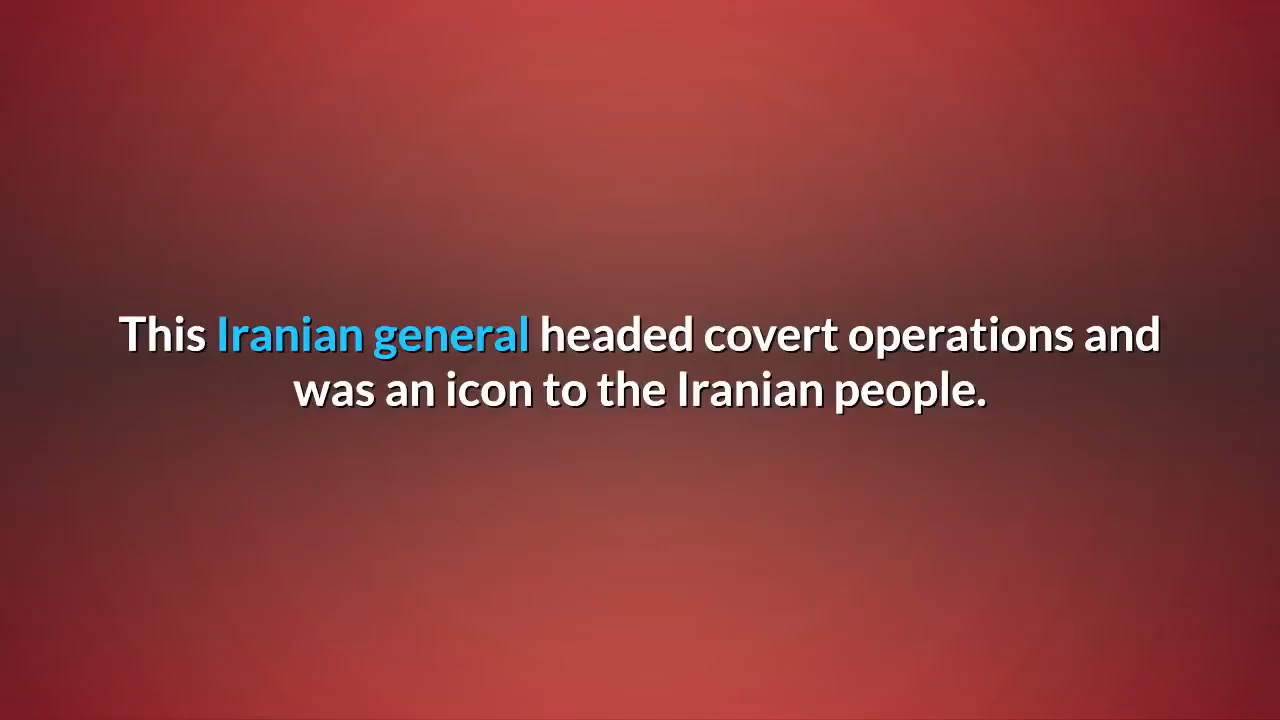 This Iranian general headed covert operations and
was an icon to the Iranian people.